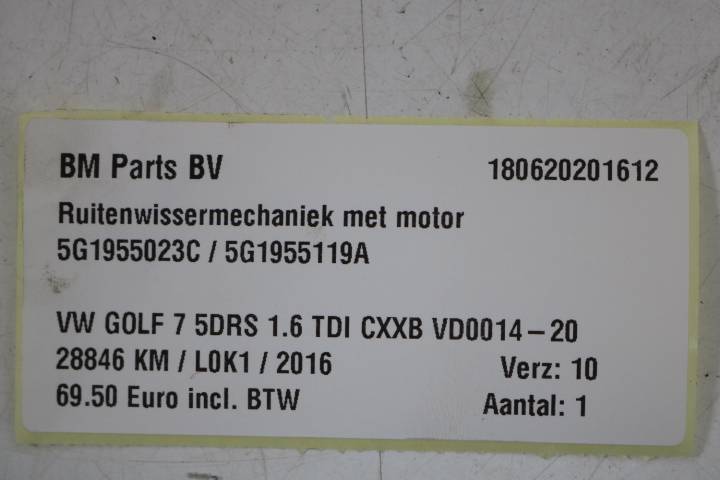 BM Parts BV 180620201612
Ruitenwissermechaniek met motor
5G1955023C / 5G1955119A
VW GOLF 7 5DRS 1.6 TDI CXXB VD0014-20
28846 KM / L0K1 / 2016 Verz: 10
69.50 Euro incl. BTW Aantal: 1